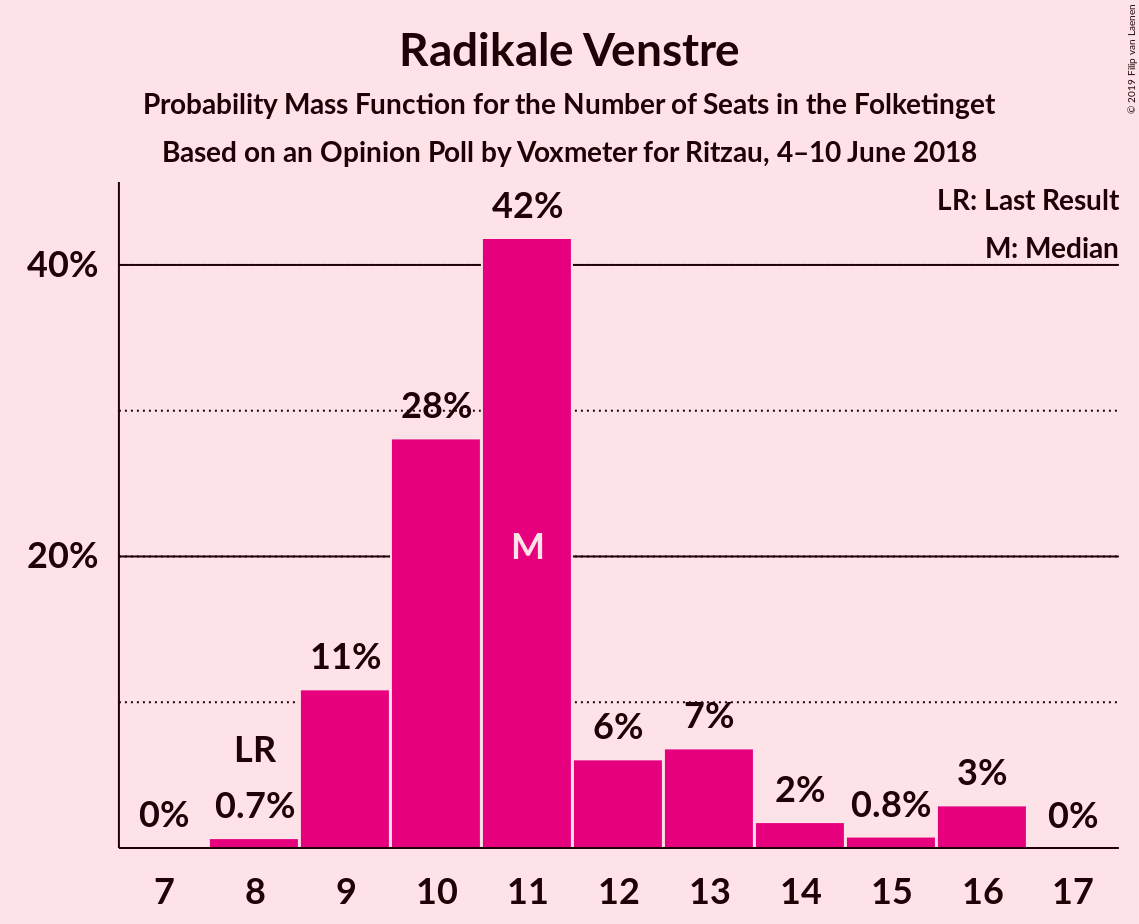 Radikale Venstre
Probability Mass Function for the Number of Seats in the Folketinget
Based on an Opinion Poll by Voxmeter for Ritzau, 4–10 June 2018
© 2019 Filip van Laenen
LR: Last Result
M: Median
42%
40%
28%
M
20%
11%
6%
7%
LR
0%
0.7%
2%
0.8%
3%
0%
7 8 9 10 11 12 13 14 15 16 17